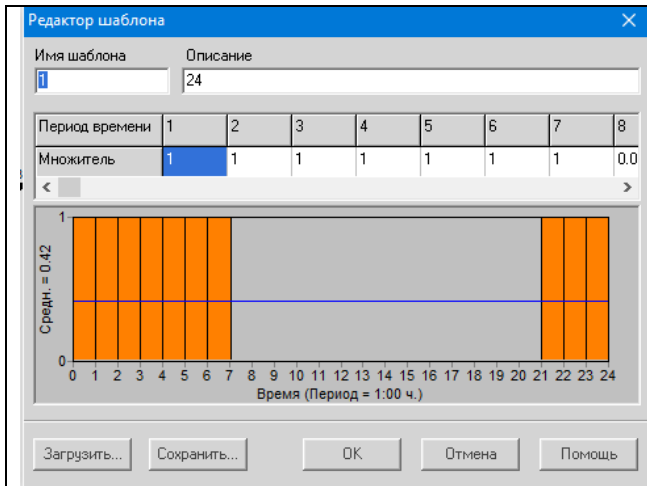 Редактор шаблона
Имя шаблона Описание
1 24
Период времени 1 2 3 4 5 6 7 8
Множитель 1 1 1 1 1 1 1 0.0
1
Средн. = 0.42
0
0 1 2 3 4 5 6 7 8 9 10 11 12 13 14 15 16 17 18 19 20 21 22 23 24
Время (Период = 1:00 ч.)
Загрузить... Сохранить... OK Отмена Помощь